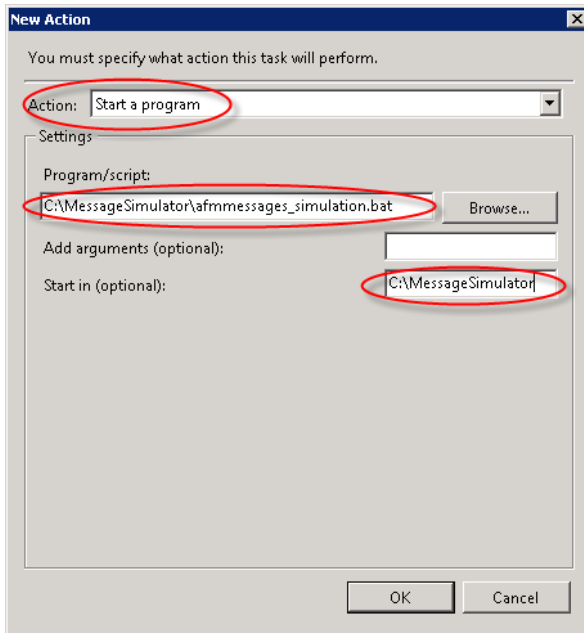 New Action
You must specify what action this task will perform.
Action: Start a program
Settings
Program/script:
C:\MessageSimulator\afmmessages_simulation.bat Browse...
Add arguments (optional):
Start in (optional): C:\MessageSimulator
OK Cancel